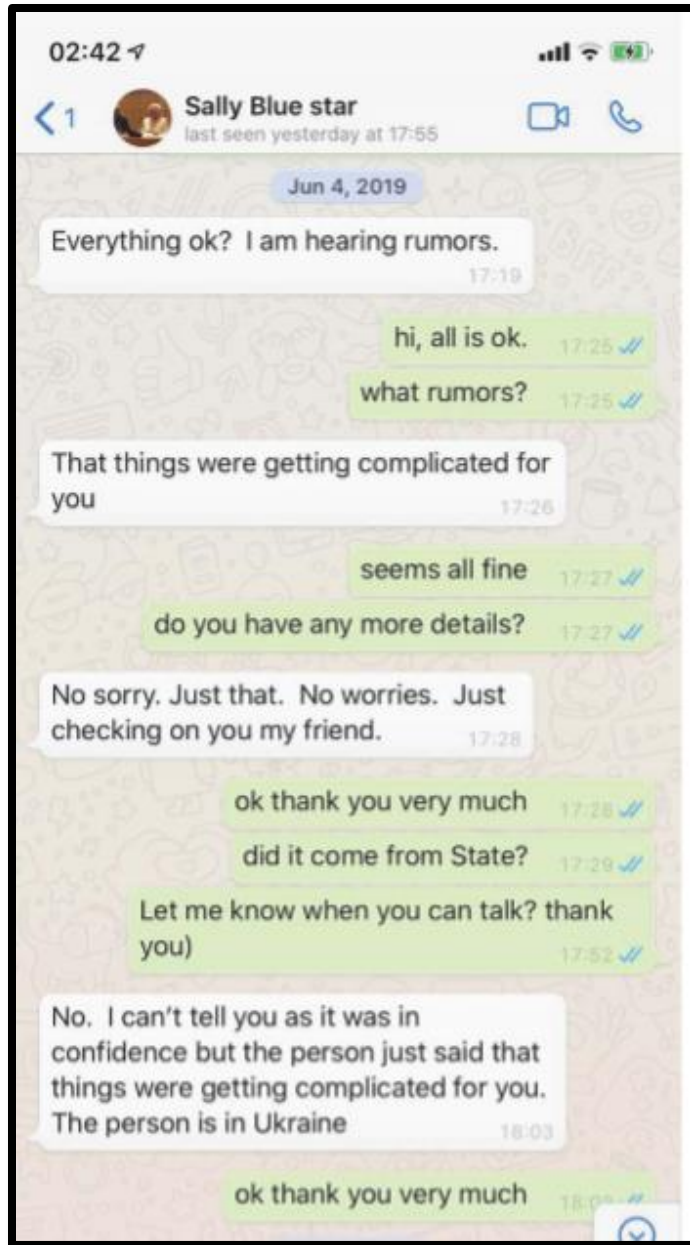 02:42
1
Sally Blue star
last seen yesterday at 17:55
Jun 4, 2019
Everything ok?  I am hearing rumors.
17:19
hi, all is ok.
17:25
what rumors?
17:25
That things were getting complicated for
you
17:26
seems all fine
17:27
do you have any more details?
17:27
No sorry. Just that.  No worries.  Just
checking on you my friend.
17:28
ok thank you very much
17:28
did it come from State?
17:29
Let me know when you can talk? thank
you)
17:52
No.  I can't tell you as it was in
confidence but the person just said that
things were getting complicated for you.
The person is in Ukraine
18:03
ok thank you very much